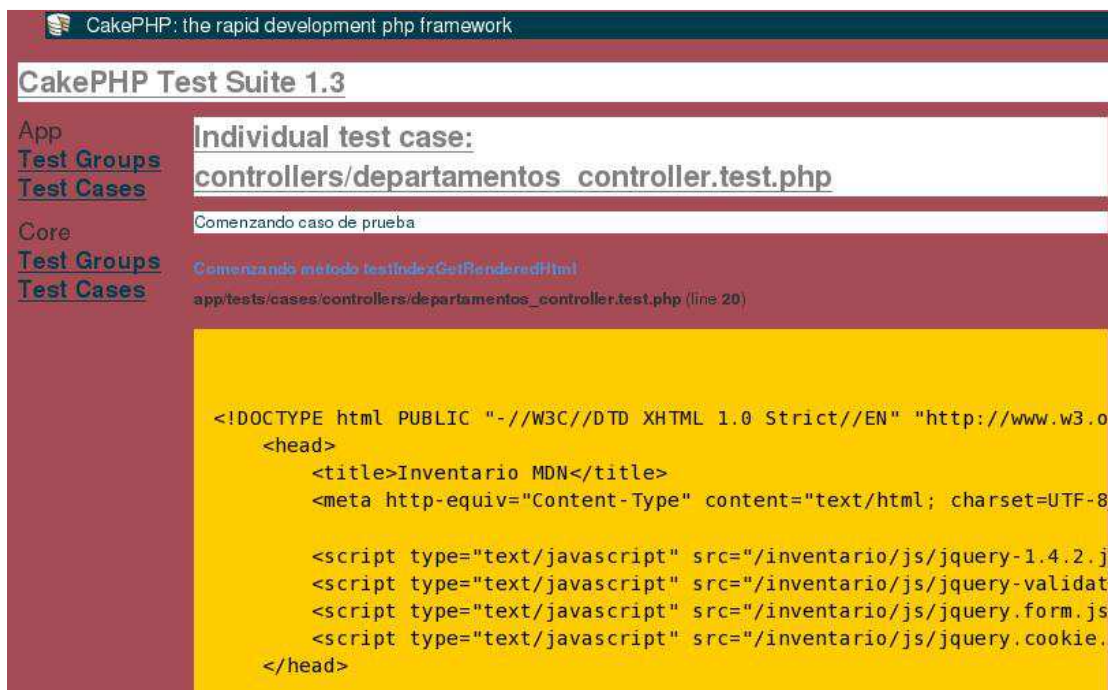 CakePHP: the rapid development php framework
CakePHP Test Suite 1.3
App
Test Groups
Test Cases
Core
Test Groups
Test Cases
Individual test case:
controllers/departamentos_controller.test.php
Comenzando caso de prueba
Comenzando método testIndexGetRenderedHtml
app/tests/cases/controllers/departamentos_controller.test.php (line 20)
<!DOCTYPE html PUBLIC "-//W3C//DTD XHTML 1.0 Strict//EN" "http://www.w3.o
<head>
<title>Inventario MDN</title>
<meta http-equiv="Content-Type" content="text/html; charset=UTF-8
<script type="text/javascript" src="/inventario/js/jquery-1.4.2.j
<script type="text/javascript" src="/inventario/js/jquery-validat
<script type="text/javascript" src="/inventario/js/jquery.form.js
<script type="text/javascript" src="/inventario/js/jquery.cookie.
</head>